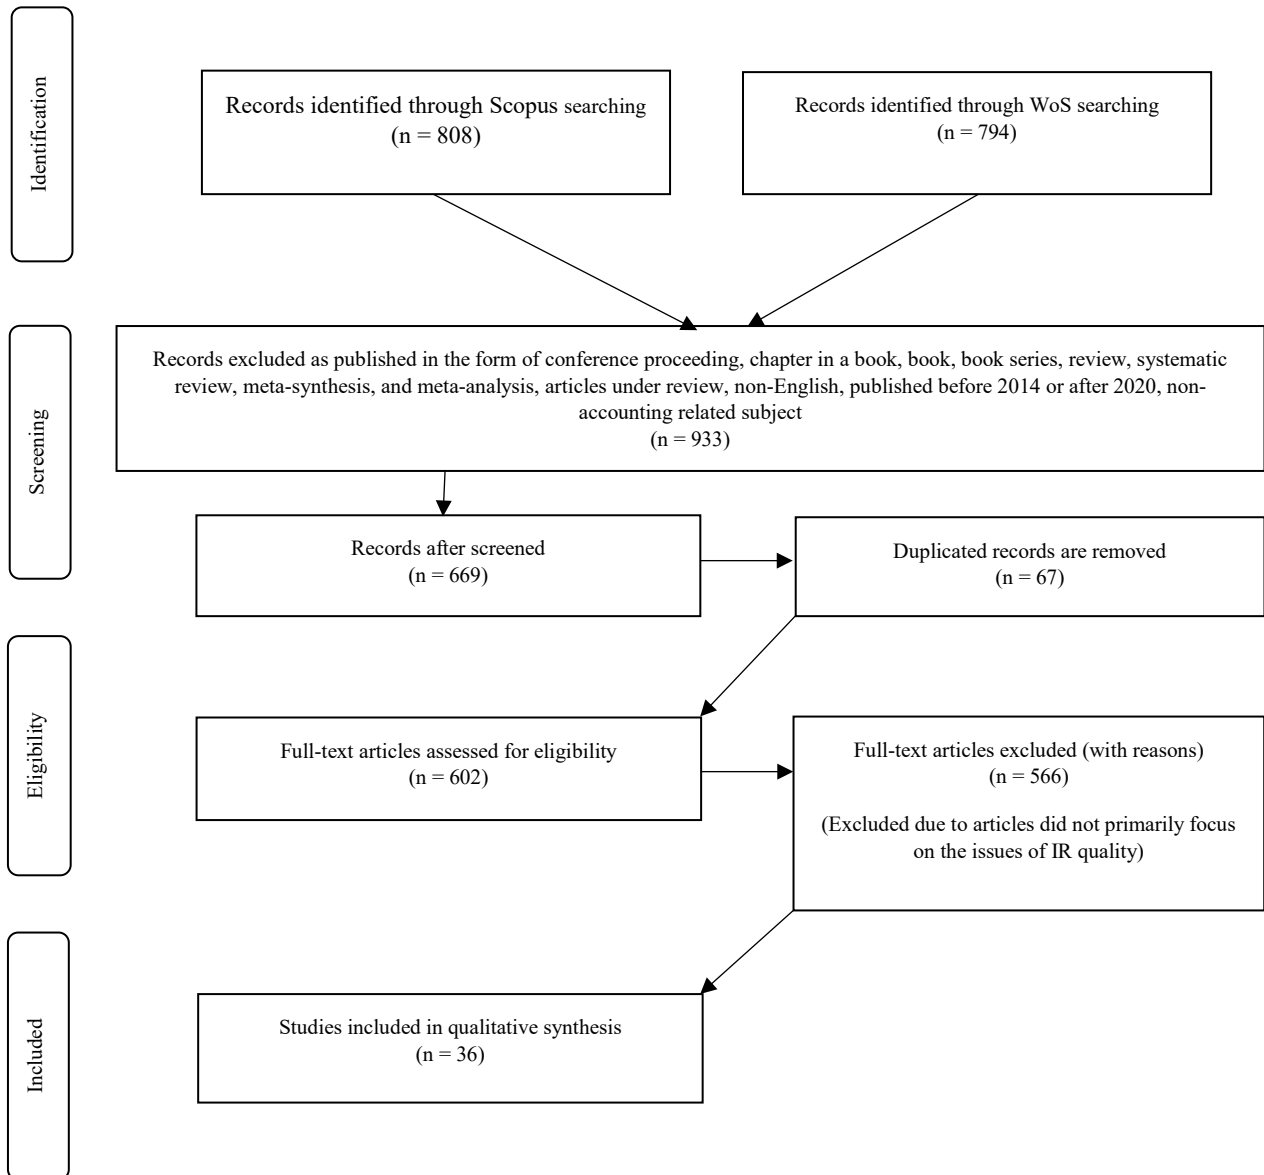 Identification
Records identified through Scopus searching
(n = 808)
Records identified through WoS searching
(n = 794)
Screening
Records excluded as published in the form of conference proceeding, chapter in a book, book, book series, review, systematic
review, meta-synthesis, and meta-analysis, articles under review, non-English, published before 2014 or after 2020, non-
accounting related subject
(n = 933)
Records after screened
(n = 669)
Duplicated records are removed
(n = 67)
Eligibility
Full-text articles assessed for eligibility
(n = 602)
Full-text articles excluded (with reasons)
(n = 566)
(Excluded due to articles did not primarily focus
on the issues of IR quality)
Included
Studies included in qualitative synthesis
(n = 36)